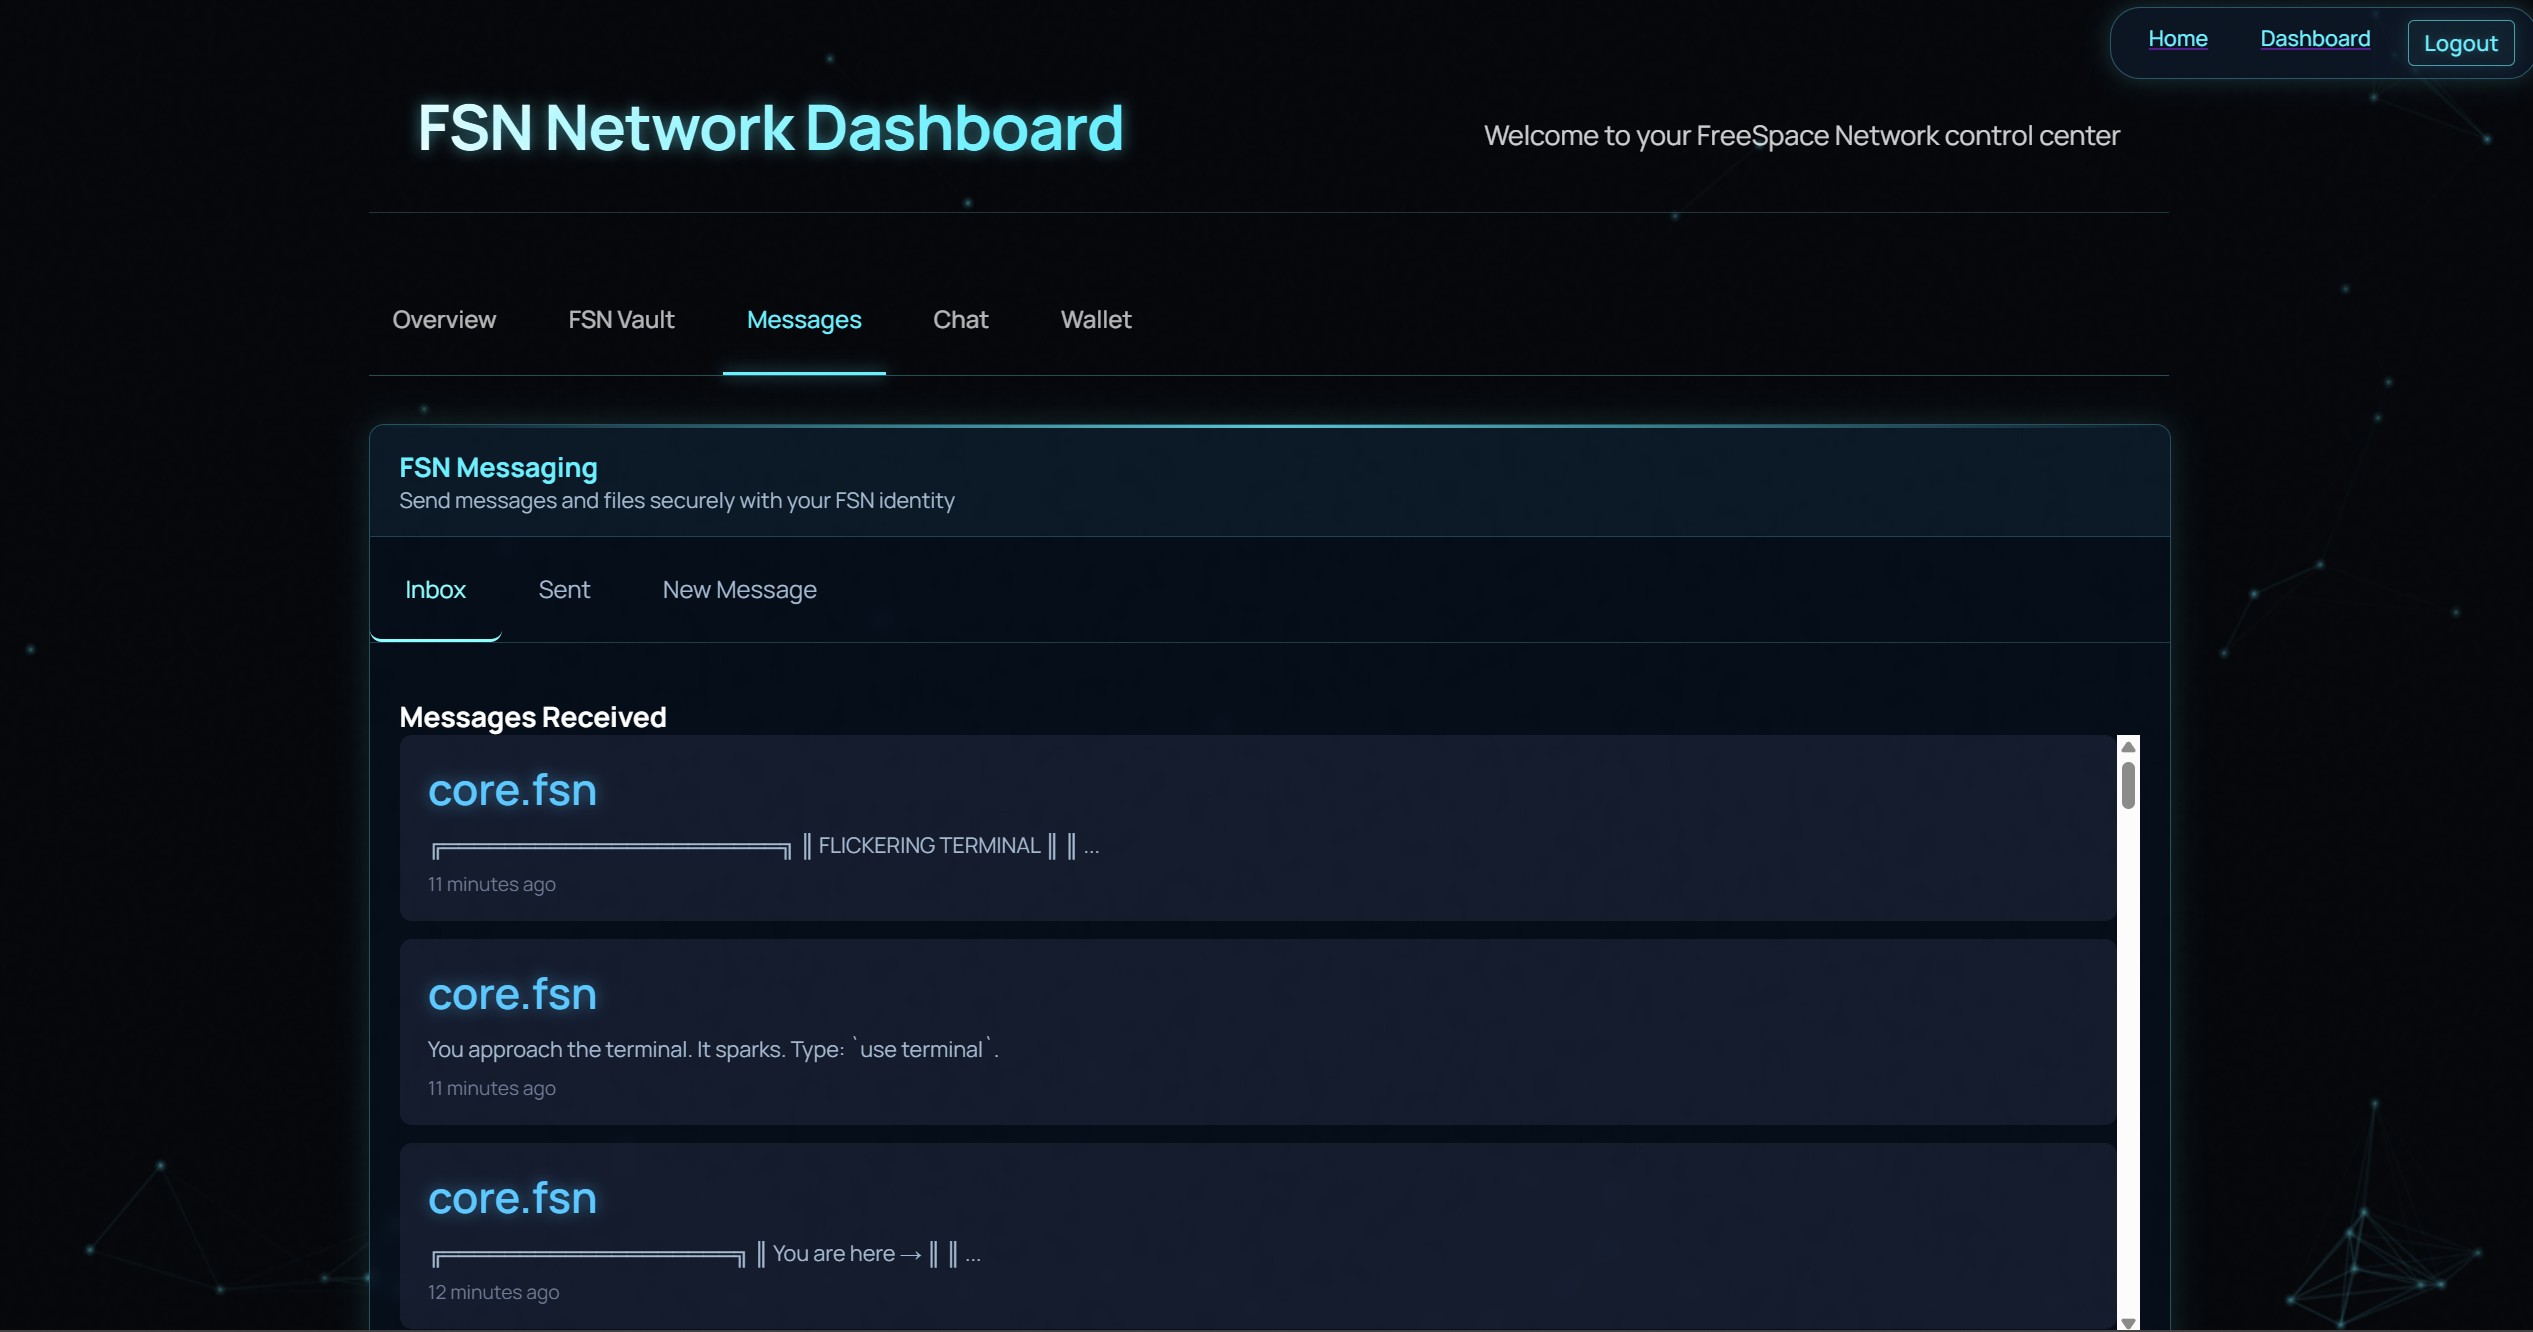 Home Dashboard Logout
FSN Network Dashboard
Welcome to your FreeSpace Network control center
Overview FSN Vault Messages Chat Wallet
FSN Messaging
Send messages and files securely with your FSN identity
Inbox Sent New Message
Messages Received
core.fsn
╔══════════════════════╗ ║ FLICKERING TERMINAL ║ ║ ...
11 minutes ago
core.fsn
You approach the terminal. It sparks. Type: `use terminal`.
11 minutes ago
core.fsn
╔═══════════════════╗ ║ You are here → ║ ║ ...
12 minutes ago